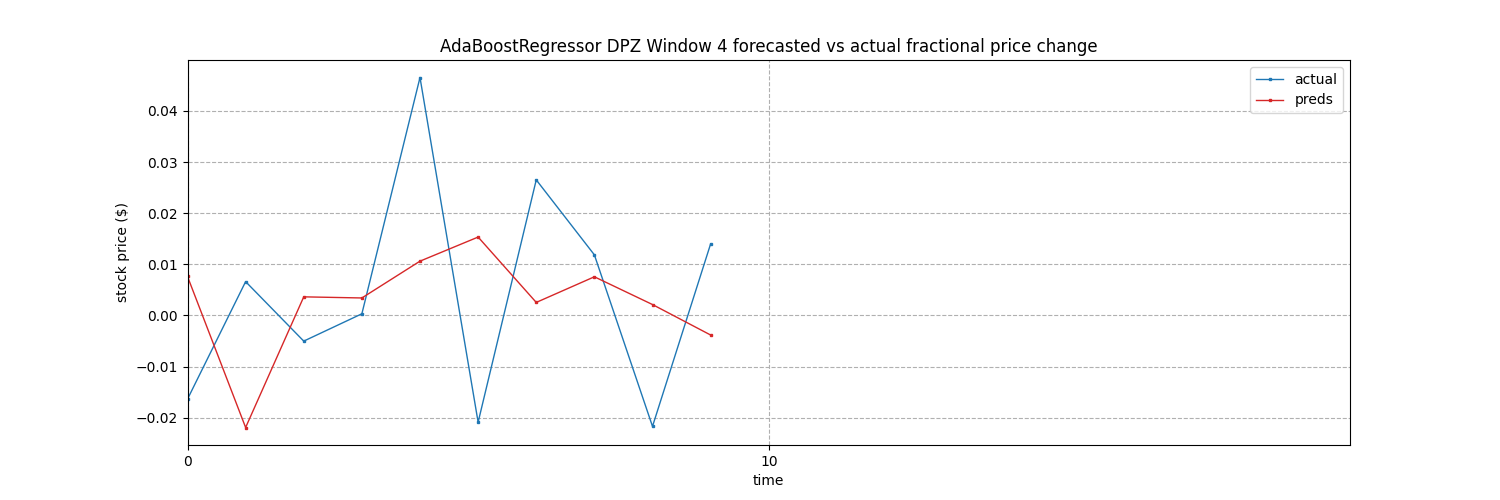 AdaBoostRegressor DPZ Window 4 forecasted vs actual fractional price change
actual
preds
stock price ($)
0.04
0.03
0.02
0.01
0.00
−0.01
−0.02
0
10
time